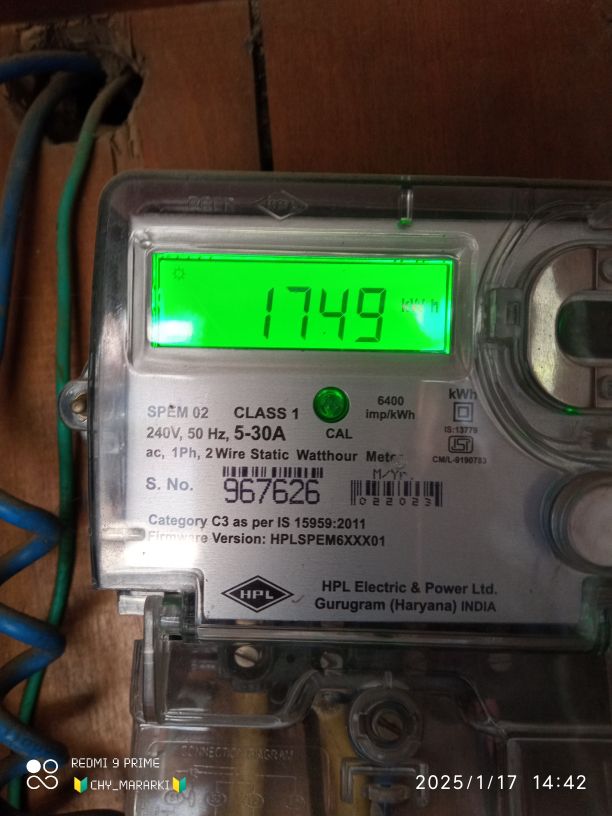 HPL
1749 kWh
SPEM 02 CLASS 1
6400
imp/kWh
kWh
240V, 50 Hz, 5-30A
CAL
IS:13779
ac, 1Ph, 2 Wire Static Watthour Meter
CM/L-9190783
S. No. 967626
M/Yr.
022023
Category C3 as per IS 15959:2011
Firmware Version: HPLSPEM6XXX01
HPL
HPL Electric & Power Ltd.
Gurugram (Haryana) INDIA
CONNECTION DIAGRAM
REDMI 9 PRIME
CHY_MARARKI
2025/1/17 14:42